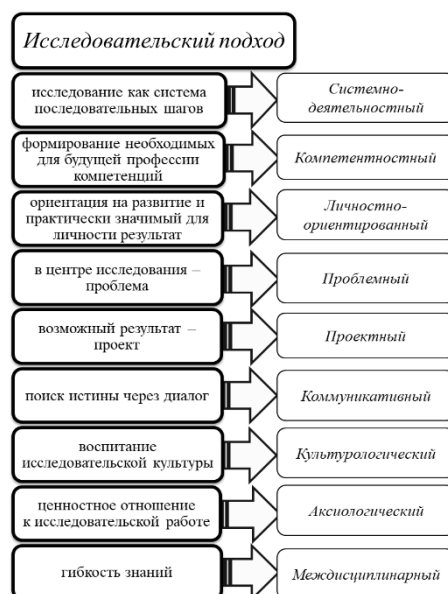 Исследовательский подход
исследование как система
последовательных шагов
Системно-
деятельностный
формирование необходимых
для будущей профессии
компетенций
Компетентностный
ориентация на развитие и
практически значимый для
личности результат
Личностно-
ориентированный
в центре исследования –
проблема
Проблемный
возможный результат –
проект
Проектный
поиск истины через диалог
Коммуникативный
воспитание
исследовательской культуры
Культурологический
ценностное отношение
к исследовательской работе
Аксиологический
гибкость знаний
Междисциплинарный